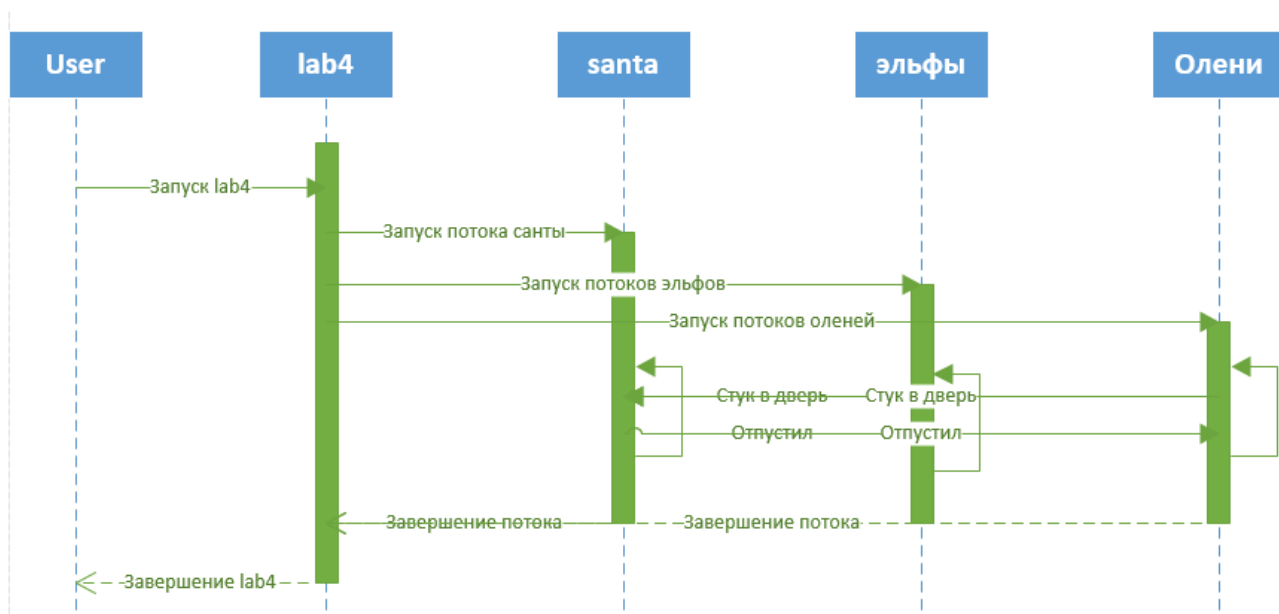 User
lab4
santa
эльфы
Олени
Запуск lab4
Запуск потока санты
Запуск потоков эльфов
Запуск потоков оленей
Стук в дверь
Стук в дверь
Отпустил
Отпустил
Завершение потока
Завершение потока
Завершение lab4